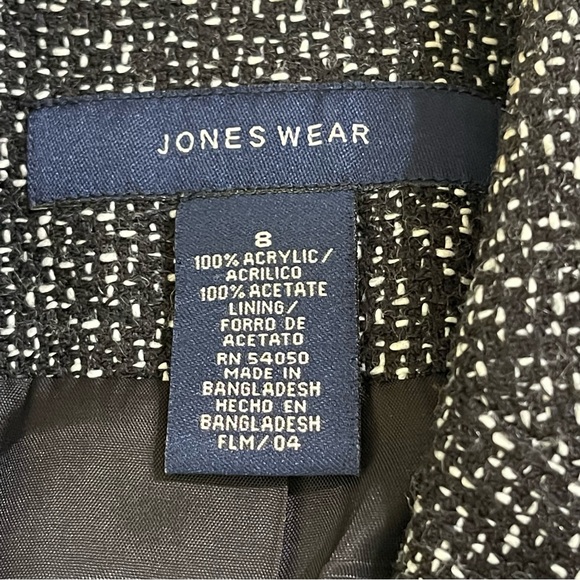 JONES WEAR
8
100% ACRYLIC/
ACRILICO
100% ACETATE
LINING/
FORRO DE
ACETATO
RN 54050
MADE IN
BANGLADESH
HECHO EN
BANGLADESH
FLM/04